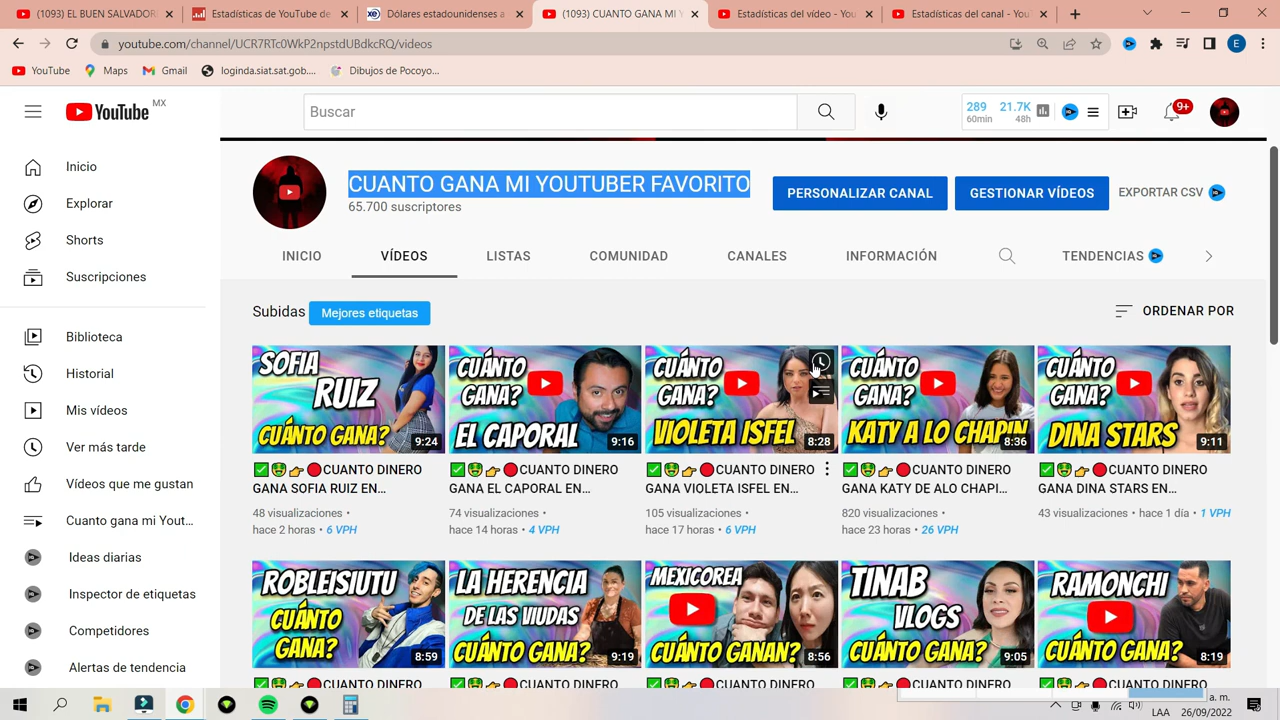 (1093) EL BUEN SALVADOR
Estadísticas de YouTube de
Dólares estadounidenses a
(1093) CUANTO GANA MI Y
Estadísticas del vídeo - You
Estadísticas del canal - You
youtube.com/channel/UCR7RTc0WkP2npstdUBdkcRQ/videos
E
YouTube
Maps
Gmail
loginda.siat.sat.gob....
Dibujos de Pocoyo...
YouTube MX
Buscar
289 21.7K
60min 48h
9+
Inicio
Explorar
Shorts
Suscripciones
Biblioteca
Historial
Mis vídeos
Ver más tarde
Vídeos que me gustan
Cuanto gana mi Yout...
Ideas diarias
Inspector de etiquetas
Competidores
Alertas de tendencia
CUANTO GANA MI YOUTUBER FAVORITO
65.700 suscriptores
PERSONALIZAR CANAL
GESTIONAR VÍDEOS
EXPORTAR CSV
INICIO
VÍDEOS
LISTAS
COMUNIDAD
CANALES
INFORMACIÓN
TENDENCIAS
Subidas
Mejores etiquetas
ORDENAR POR
SOFIA
RUIZ
CUÁNTO GANA?
9:24
CUÁNTO
GANA?
EL CAPORAL
9:16
CUÁNTO
GANA?
VIOLETA ISFEL
8:28
CUÁNTO
GANA?
KATY A LO CHAPIN
8:36
CUÁNTO
GANA?
DINA STARS
9:11
✅🤑👉🔴CUANTO DINERO
GANA SOFIA RUIZ EN...
48 visualizaciones •
hace 2 horas • 6 VPH
✅🤑👉🔴CUANTO DINERO
GANA EL CAPORAL EN...
74 visualizaciones •
hace 14 horas • 4 VPH
✅🤑👉🔴CUANTO DINERO
GANA VIOLETA ISFEL EN...
105 visualizaciones •
hace 17 horas • 6 VPH
✅🤑👉🔴CUANTO DINERO
GANA KATY DE ALO CHAPI...
820 visualizaciones •
hace 23 horas • 26 VPH
✅🤑👉🔴CUANTO DINERO
GANA DINA STARS EN...
43 visualizaciones • hace 1 día • 1 VPH
ROBLEISIUTU
CUÁNTO
GANA?
8:59
LA HERENCIA
DE LAS VIUDAS
CUÁNTO GANA?
9:19
MEXICOREA
CUÁNTO GANAN?
8:56
TINAB
VLOGS
CUÁNTO GANA?
9:05
RAMONCHI
CUÁNTO GANA?
8:19
✅🤑👉🔴CUANTO DINERO
✅🤑👉🔴CUANTO DINERO
✅🤑👉🔴CUANTO DINERO
✅🤑👉🔴CUANTO DINERO
✅🤑👉🔴CUANTO DINERO
a. m.
LAA
26/09/2022